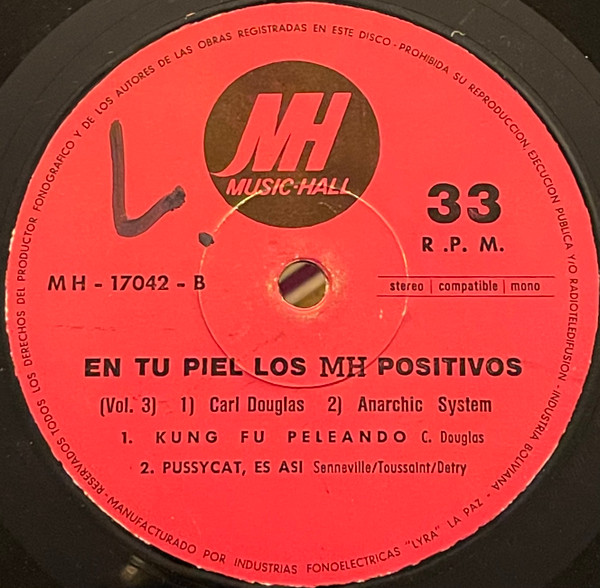 RESERVADOS TODOS LOS DERECHOS DEL PRODUCTOR FONOGRAFICO Y DE LOS AUTORES DE LAS OBRAS REGISTRADAS EN ESTE DISCO - PROHIBIDA SU REPRODUCCION, EJECUCION PUBLICA Y/O RADIOTELEDIFUSION - INDUSTRIA BOLIVIANA -
MH
MUSIC-HALL
L.
33
R.P.M.
MH - 17042 - B
stereo | compatible | mono
EN TU PIEL LOS MH POSITIVOS
(Vol. 3) 1) Carl Douglas 2) Anarchic System
1. KUNG FU PELEANDO C. Douglas
2. PUSSYCAT, ES ASI Senneville/Toussaint/Detry
MANUFACTURADO POR INDUSTRIAS FONOELECTRICAS "LYRA" LA PAZ -